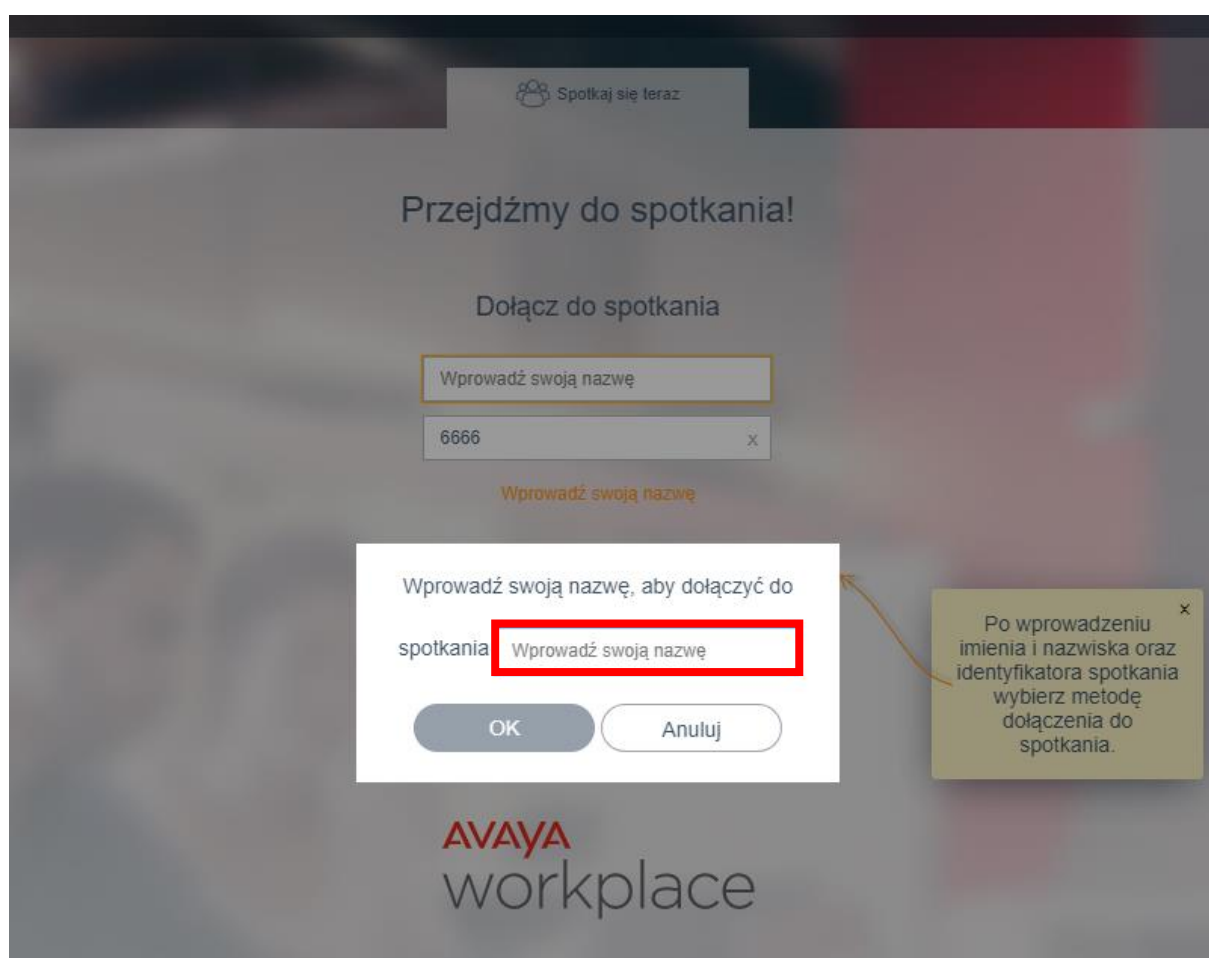 Spotkaj się teraz
Przejdźmy do spotkania!
Dołącz do spotkania
Wprowadź swoją nazwę
6666 x
Wprowadź swoją nazwę
Wprowadź swoją nazwę, aby dołączyć do
spotkania Wprowadź swoją nazwę
OK Anuluj
x
Po wprowadzeniu
imienia i nazwiska oraz
identyfikatora spotkania
wybierz metodę
dołączenia do
spotkania.
AVAYA
workplace